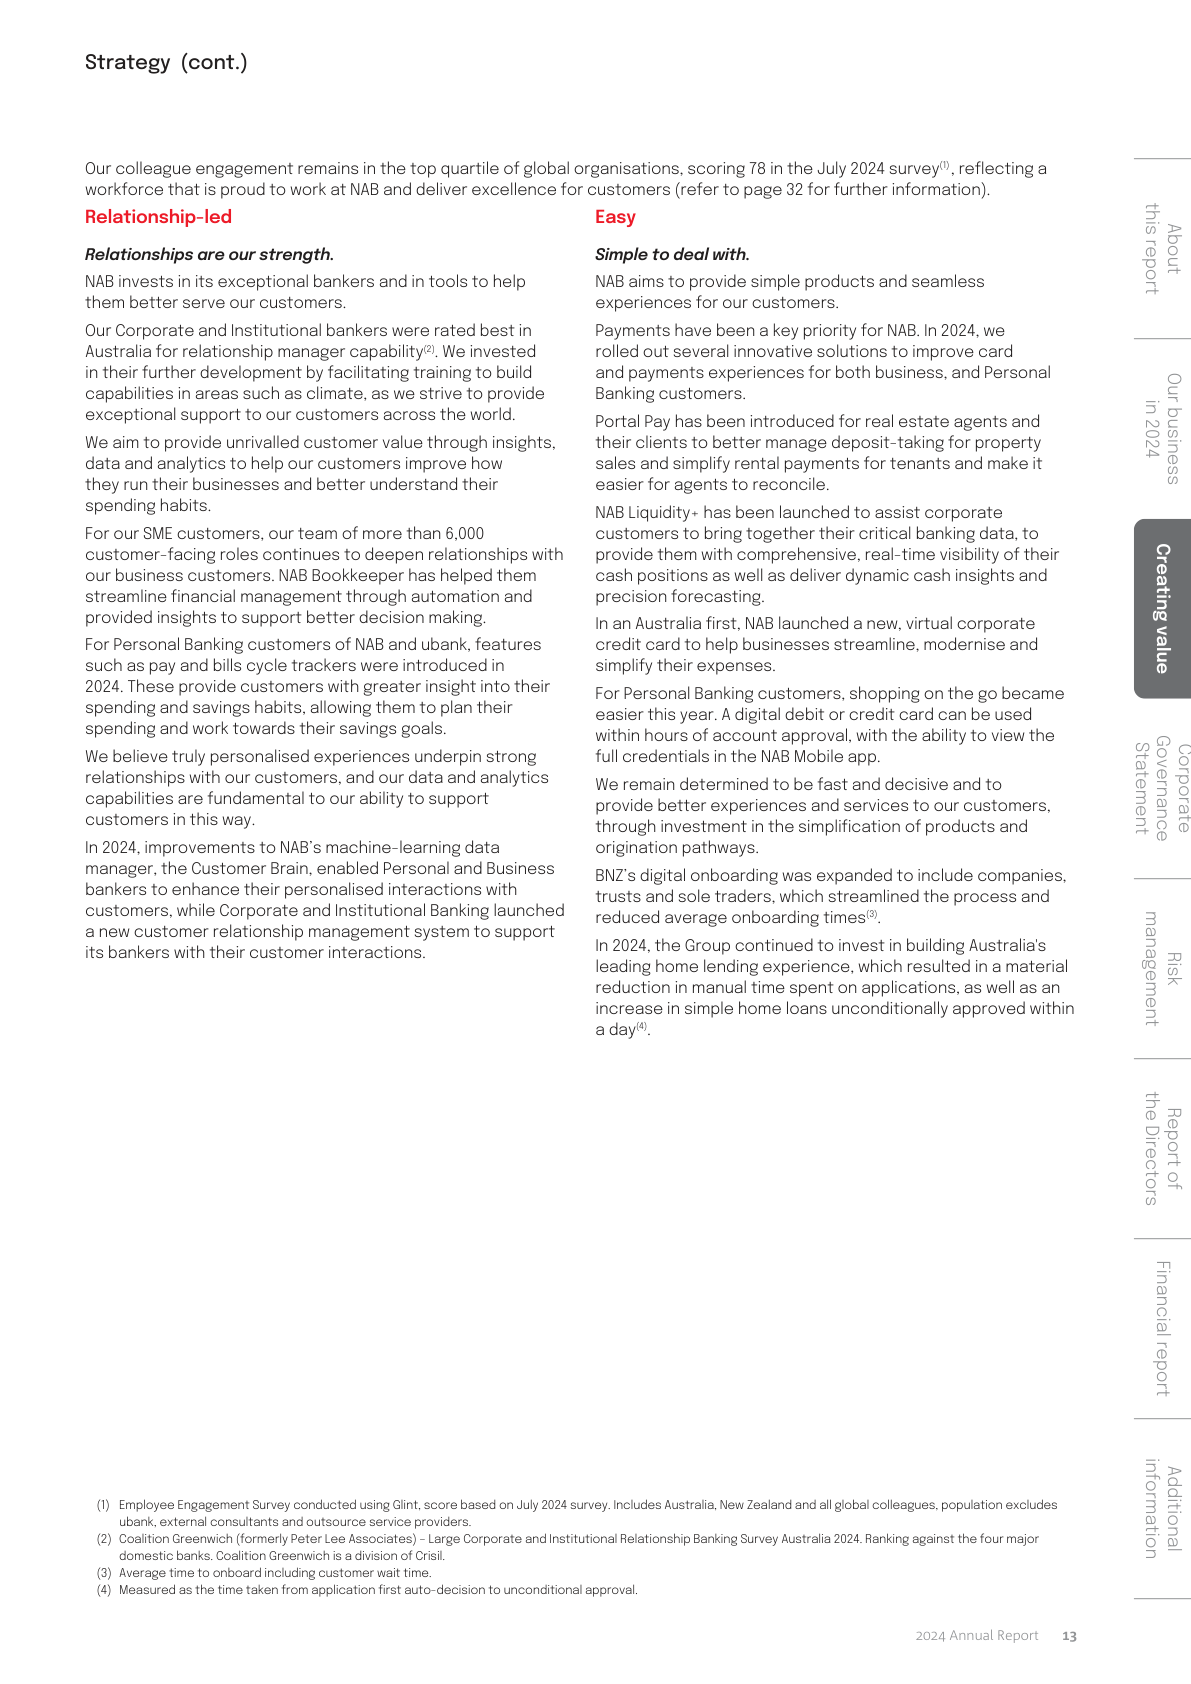 Strategy (cont.)
Our colleague engagement remains in the top quartile of global organisations, scoring 78 in the July 2024 survey(1), reflecting a
workforce that is proud to work at NAB and deliver excellence for customers (refer to page 32 for further information).
Relationship-led
Relationships are our strength.
NAB invests in its exceptional bankers and in tools to help
them better serve our customers.
Our Corporate and Institutional bankers were rated best in
Australia for relationship manager capability(2). We invested
in their further development by facilitating training to build
capabilities in areas such as climate, as we strive to provide
exceptional support to our customers across the world.
We aim to provide unrivalled customer value through insights,
data and analytics to help our customers improve how
they run their businesses and better understand their
spending habits.
For our SME customers, our team of more than 6,000
customer-facing roles continues to deepen relationships with
our business customers. NAB Bookkeeper has helped them
streamline financial management through automation and
provided insights to support better decision making.
For Personal Banking customers of NAB and ubank, features
such as pay and bills cycle trackers were introduced in
2024. These provide customers with greater insight into their
spending and savings habits, allowing them to plan their
spending and work towards their savings goals.
We believe truly personalised experiences underpin strong
relationships with our customers, and our data and analytics
capabilities are fundamental to our ability to support
customers in this way.
In 2024, improvements to NAB's machine-learning data
manager, the Customer Brain, enabled Personal and Business
bankers to enhance their personalised interactions with
customers, while Corporate and Institutional Banking launched
a new customer relationship management system to support
its bankers with their customer interactions.
Easy
Simple to deal with.
NAB aims to provide simple products and seamless
experiences for our customers.
Payments have been a key priority for NAB. In 2024, we
rolled out several innovative solutions to improve card
and payments experiences for both business, and Personal
Banking customers.
Portal Pay has been introduced for real estate agents and
their clients to better manage deposit-taking for property
sales and simplify rental payments for tenants and make it
easier for agents to reconcile.
NAB Liquidity+ has been launched to assist corporate
customers to bring together their critical banking data, to
provide them with comprehensive, real-time visibility of their
cash positions as well as deliver dynamic cash insights and
precision forecasting.
In an Australia first, NAB launched a new, virtual corporate
credit card to help businesses streamline, modernise and
simplify their expenses.
For Personal Banking customers, shopping on the go became
easier this year. A digital debit or credit card can be used
within hours of account approval, with the ability to view the
full credentials in the NAB Mobile app.
We remain determined to be fast and decisive and to
provide better experiences and services to our customers,
through investment in the simplification of products and
origination pathways.
BNZ's digital onboarding was expanded to include companies,
trusts and sole traders, which streamlined the process and
reduced average onboarding times(3).
In 2024, the Group continued to invest in building Australia's
leading home lending experience, which resulted in a material
reduction in manual time spent on applications, as well as an
increase in simple home loans unconditionally approved within
a day(4).
(1) Employee Engagement Survey conducted using Glint, score based on July 2024 survey. Includes Australia, New Zealand and all global colleagues, population excludes
ubank, external consultants and outsource service providers.
(2) Coalition Greenwich (formerly Peter Lee Associates) – Large Corporate and Institutional Relationship Banking Survey Australia 2024. Ranking against the four major
domestic banks. Coalition Greenwich is a division of Crisil.
(3) Average time to onboard including customer wait time.
(4) Measured as the time taken from application first auto-decision to unconditional approval.
2024 Annual Report 13
About
this report
Our business
in 2024
Creating value
Corporate
Governance
Statement
Risk
management
Report of
the Directors
Financial report
Additional
information